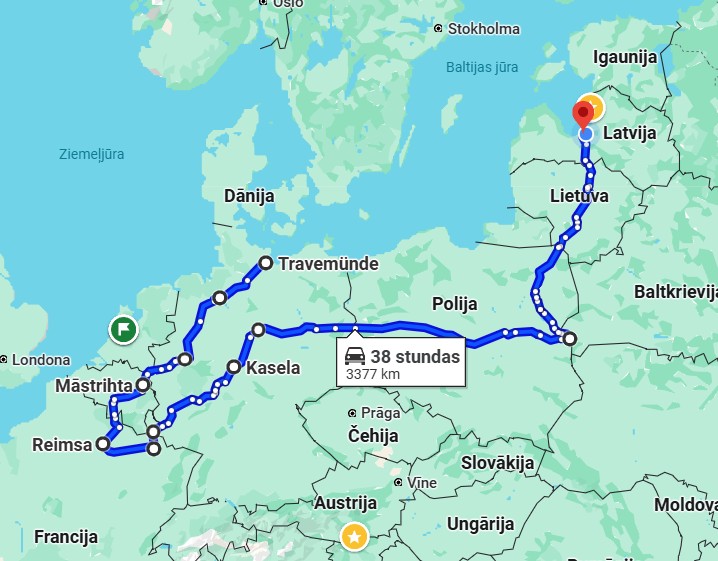 Oslo
Stokholma
Igaunija
Baltijas jūra
Latvija
Ziemeļjūra
Dānija
Lietuva
Travemünde
Baltkrievija
Polija
Londona
38 stundas
3377 km
Kasela
Māstrihta
Prāga
Čehija
Reimsa
Slovākija
Vīne
Austrija
Moldova
Ungārija
Francija